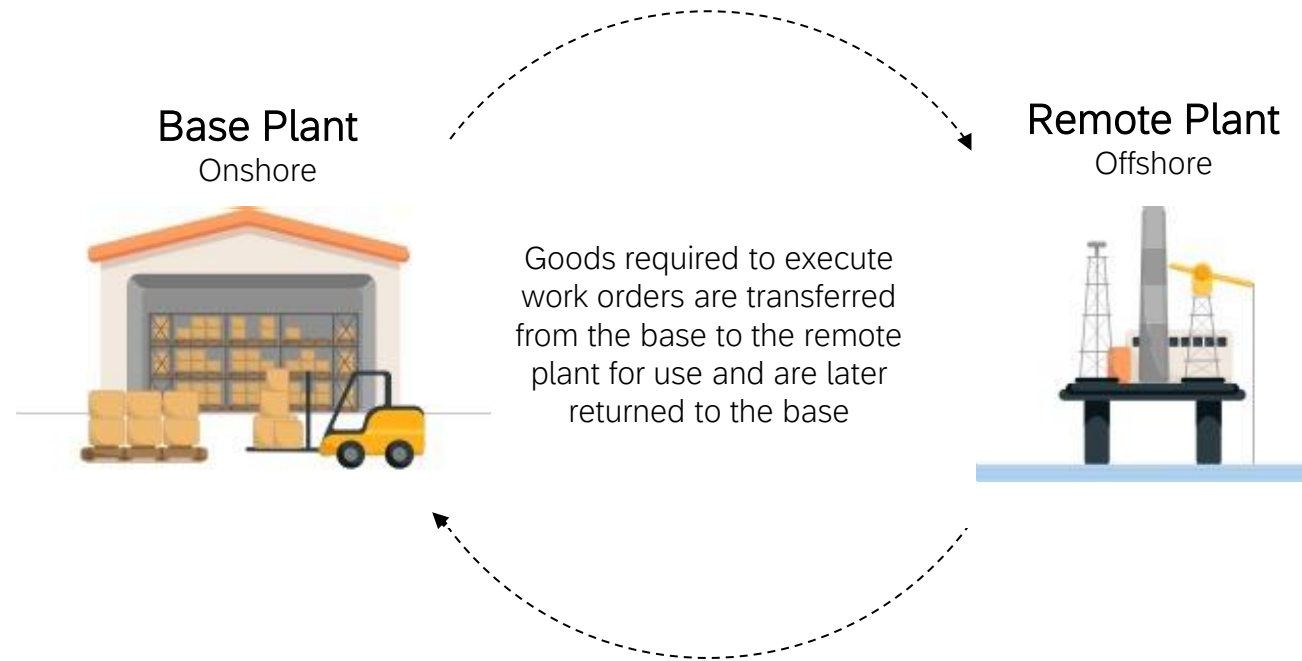 Base Plant
Onshore
Remote Plant
Offshore
Goods required to execute
work orders are transferred
from the base to the remote
plant for use and are later
returned to the base